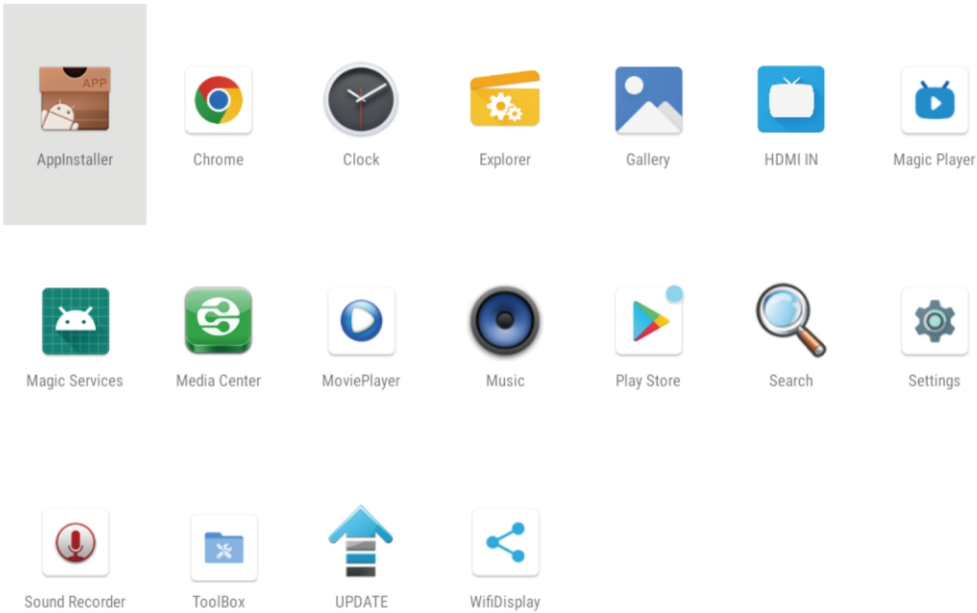 APP
AppInstaller
Chrome
Clock
Explorer
Gallery
HDMI IN
Magic Player
Magic Services
Media Center
MoviePlayer
Music
Play Store
Search
Settings
Sound Recorder
ToolBox
UPDATE
WifiDisplay